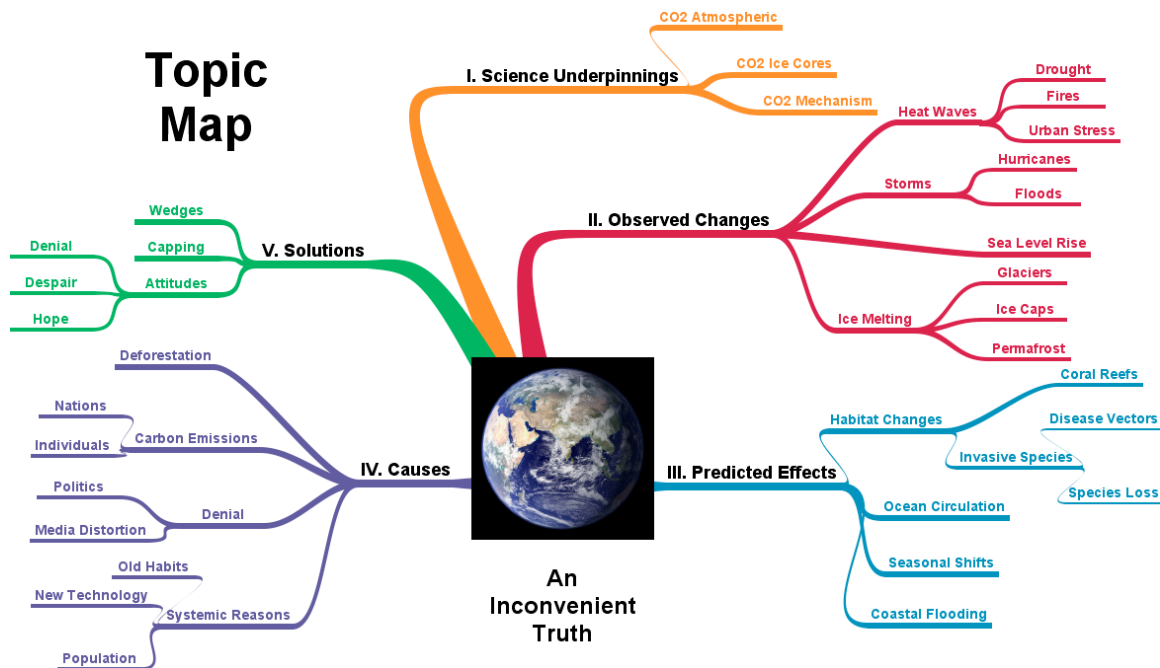 Topic
Map
I. Science Underpinnings
CO2 Atmospheric
CO2 Ice Cores
CO2 Mechanism
II. Observed Changes
Heat Waves
Drought
Fires
Urban Stress
Storms
Hurricanes
Floods
Sea Level Rise
Ice Melting
Glaciers
Ice Caps
Permafrost
III. Predicted Effects
Habitat Changes
Coral Reefs
Invasive Species
Disease Vectors
Species Loss
Ocean Circulation
Seasonal Shifts
Coastal Flooding
IV. Causes
Deforestation
Carbon Emissions
Nations
Individuals
Denial
Politics
Media Distortion
Systemic Reasons
Old Habits
New Technology
Population
V. Solutions
Wedges
Capping
Attitudes
Denial
Despair
Hope
An
Inconvenient
Truth